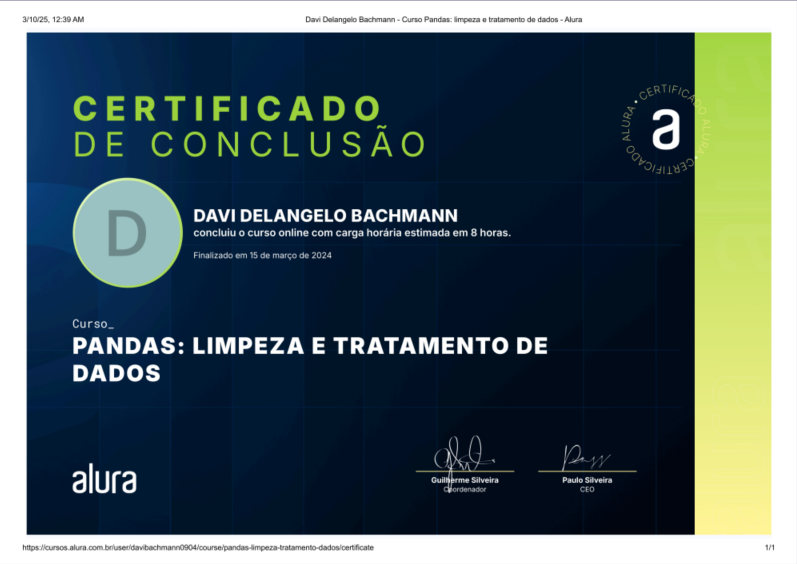 3/10/25, 12:39 AM
Davi Delangelo Bachmann - Curso Pandas: limpeza e tratamento de dados - Alura
CERTIFICADO
DE CONCLUSÃO
CERTIFICADO ALURA • CERTIFICADO ALURA •
a
D
DAVI DELANGELO BACHMANN
concluiu o curso online com carga horária estimada em 8 horas.
Finalizado em 15 de março de 2024
Curso_
PANDAS: LIMPEZA E TRATAMENTO DE
DADOS
alura
Guilherme Silveira
Coordenador
Paulo Silveira
CEO
https://cursos.alura.com.br/user/davibachmann0904/course/pandas-limpeza-tratamento-dados/certificate
1/1